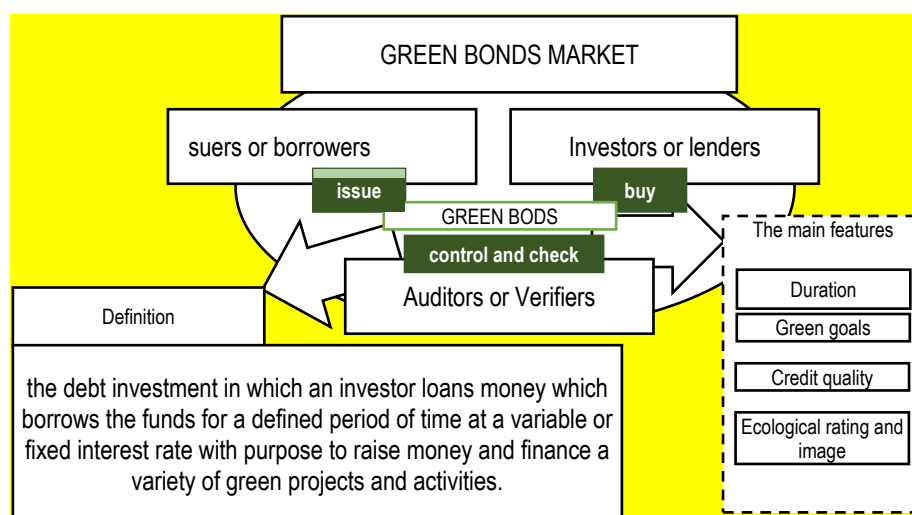 GREEN BONDS MARKET
suers or borrowers
Investors or lenders
issue
buy
GREEN BODS
control and check
Auditors or Verifiers
The main features
Duration
Green goals
Credit quality
Ecological rating and
image
Definition
the debt investment in which an investor loans money which
borrows the funds for a defined period of time at a variable or
fixed interest rate with purpose to raise money and finance a
variety of green projects and activities.